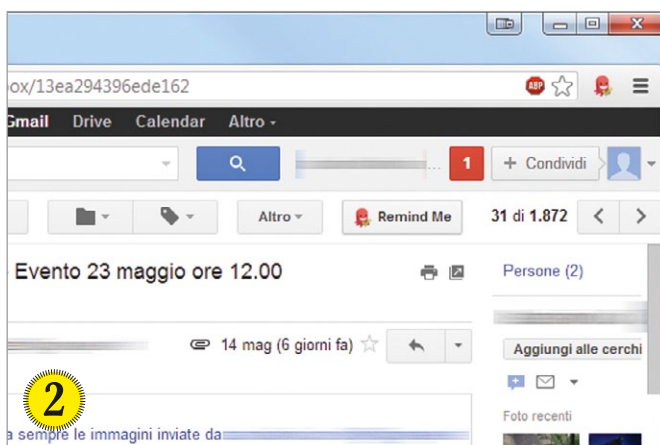 ox/13ea294396ede162 ABP
Gmail Drive Calendar Altro
1 + Condividi
Altro Remind Me 31 di 1.872
Evento 23 maggio ore 12.00 Persone (2)
14 mag (6 giorni fa) Aggiungi alle cerchi
Foto recenti
2
a sempre le immagini inviate da